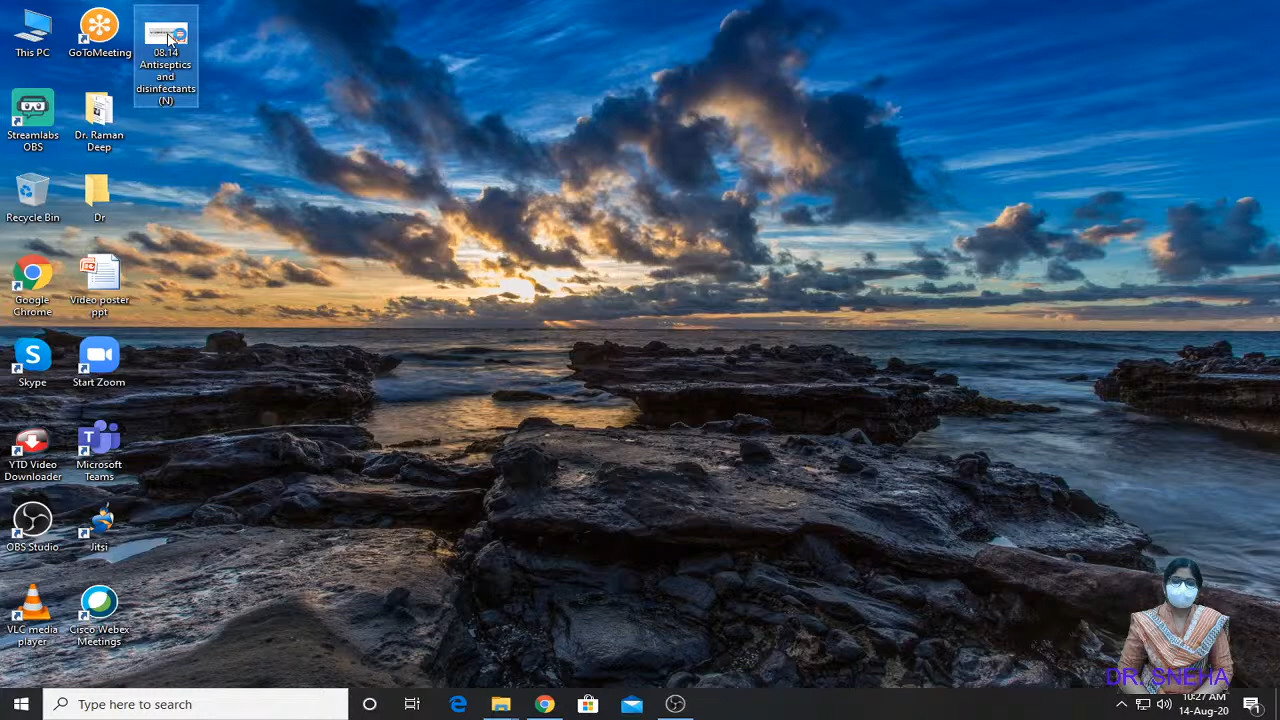 This PC
GoToMeeting
08.14
Antiseptics
and
disinfectants
(N)
Streamlabs
OBS
Dr. Raman
Deep
Recycle Bin
Dr
Google
Chrome
Video poster
ppt
Skype
Start Zoom
YTD Video
Downloader
Microsoft
Teams
OBS Studio
Jitsi
VLC media
player
Cisco Webex
Meetings
DR. SNEHA
Type here to search
10:27 AM
14-Aug-20
1